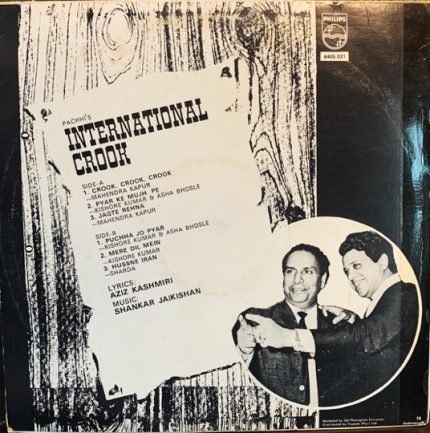 PHILIPS
6405 021
PACHHI'S
INTERNATIONAL
CROOK
SIDE-A
1. CROOK, CROOK, CROOK
—MAHENDRA KAPUR
2. PYAR KE MUJH PE
—KISHORE KUMAR & ASHA BHOSLE
3. JAGTE REHNA
—MAHENDRA KAPUR
SIDE-B
1. PUCHHA JO PYAR
—KISHORE KUMAR & ASHA BHOSLE
2. MERE DIL MEIN
—KISHORE KUMAR
3. HUSSNE IRAN
—SHARDA
LYRICS:
AZIZ KASHMIRI
MUSIC:
SHANKAR JAIKISHAN